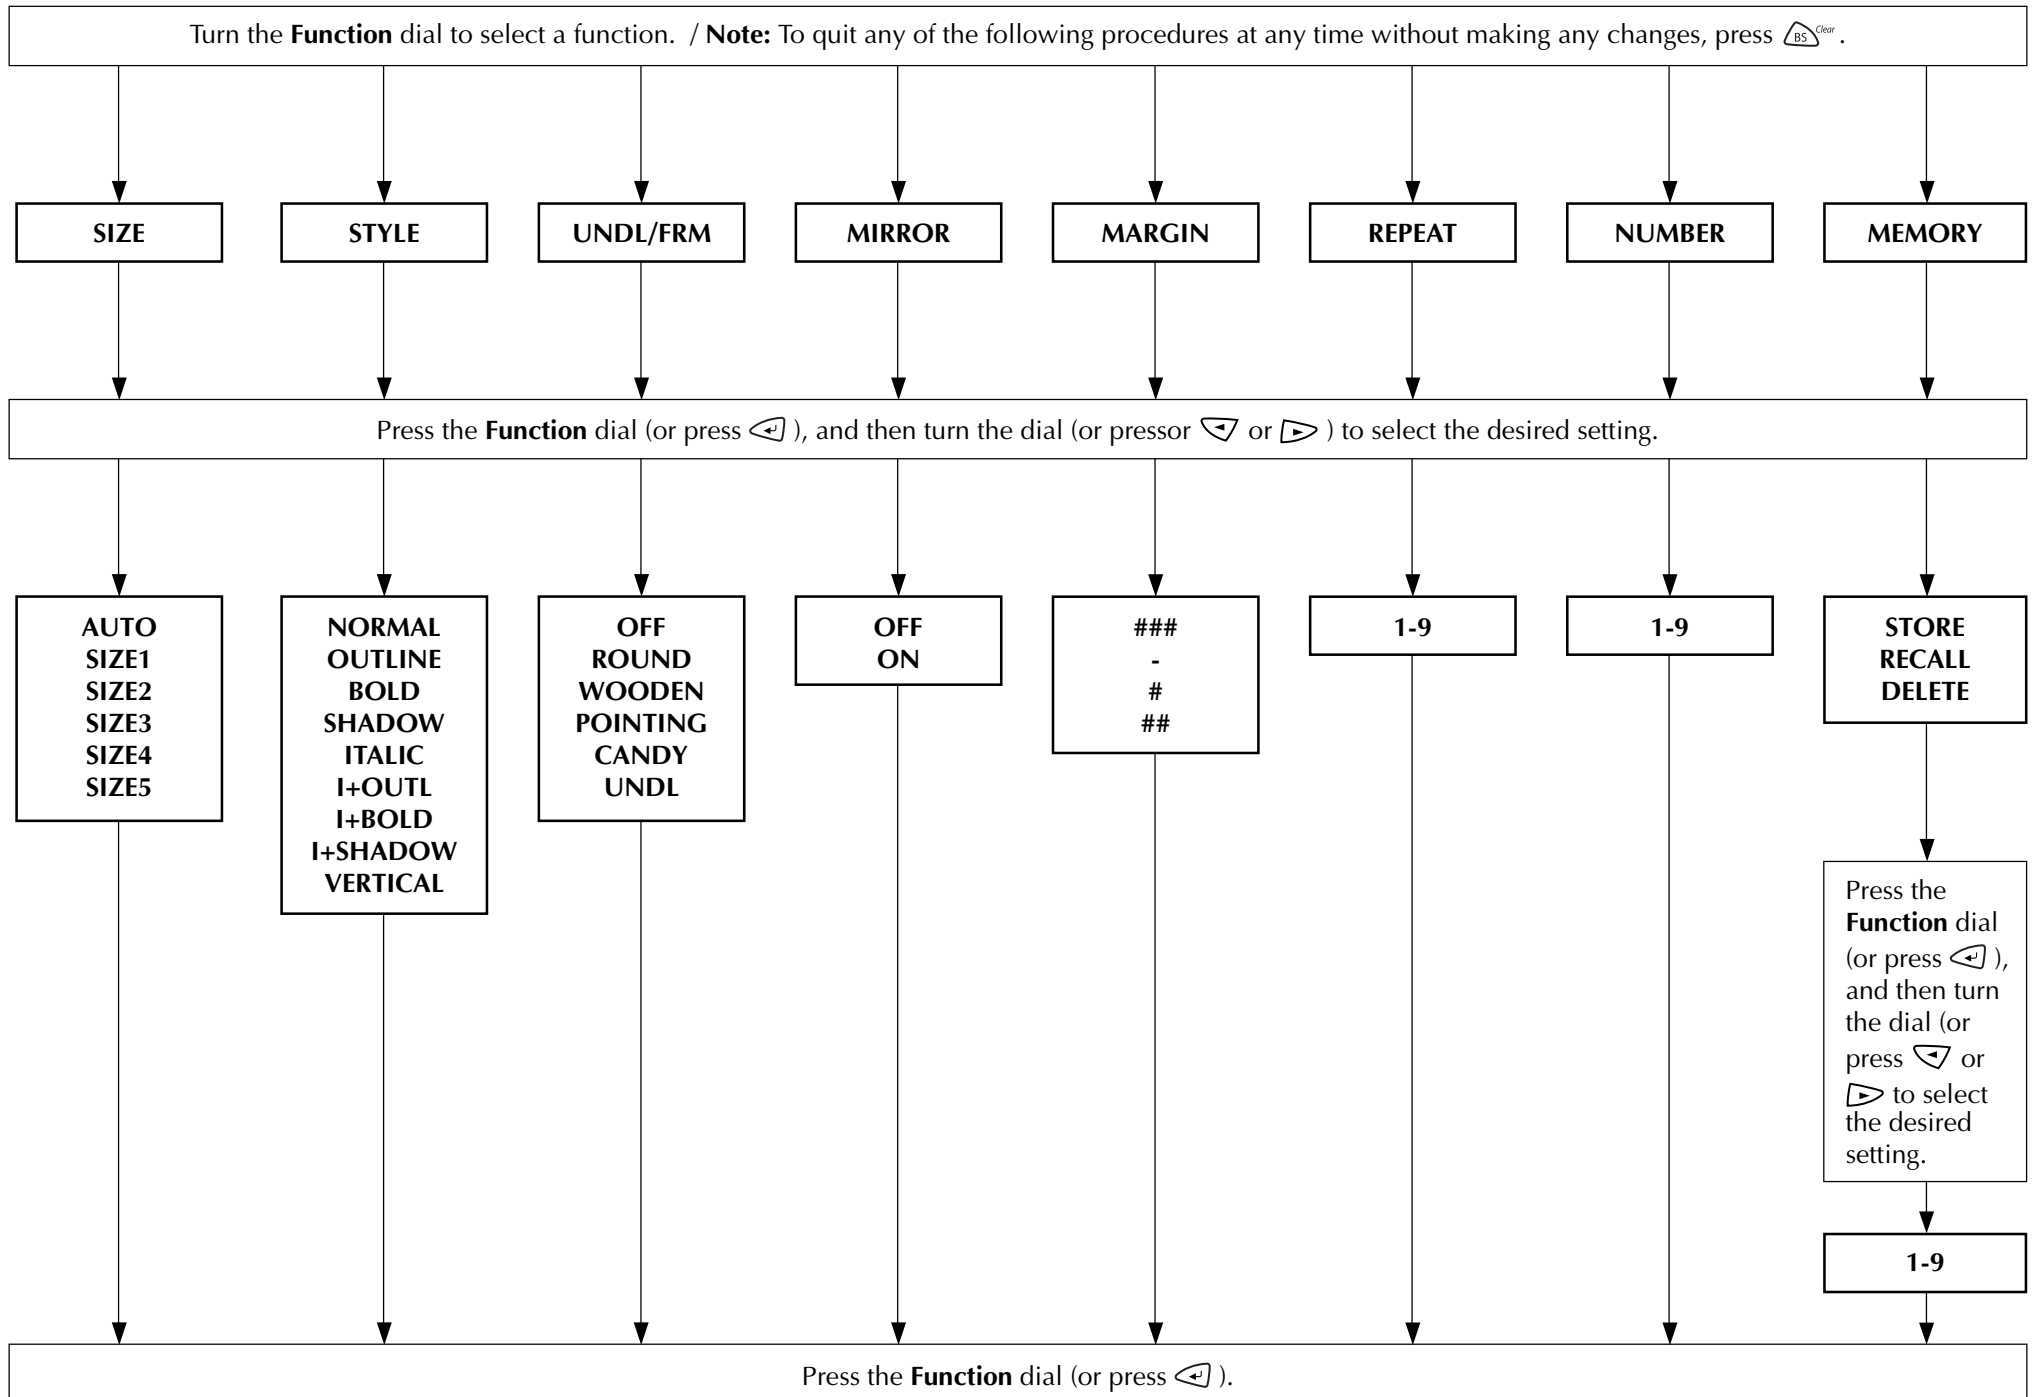 Turn the Function dial to select a function. / Note: To quit any of the following procedures at any time without making any changes, press BS Clear .
SIZE
STYLE
UNDL/FRM
MIRROR
MARGIN
REPEAT
NUMBER
MEMORY
Press the Function dial (or press ↵ ), and then turn the dial (or pressor ◄ or ► ) to select the desired setting.
AUTO
SIZE1
SIZE2
SIZE3
SIZE4
SIZE5
NORMAL
OUTLINE
BOLD
SHADOW
ITALIC
I+OUTL
I+BOLD
I+SHADOW
VERTICAL
OFF
ROUND
WOODEN
POINTING
CANDY
UNDL
OFF
ON
###
-
#
##
1-9
1-9
STORE
RECALL
DELETE
Press the
Function dial
(or press ↵ ),
and then turn
the dial (or
press ◄ or
► to select
the desired
setting.
1-9
Press the Function dial (or press ↵ ).